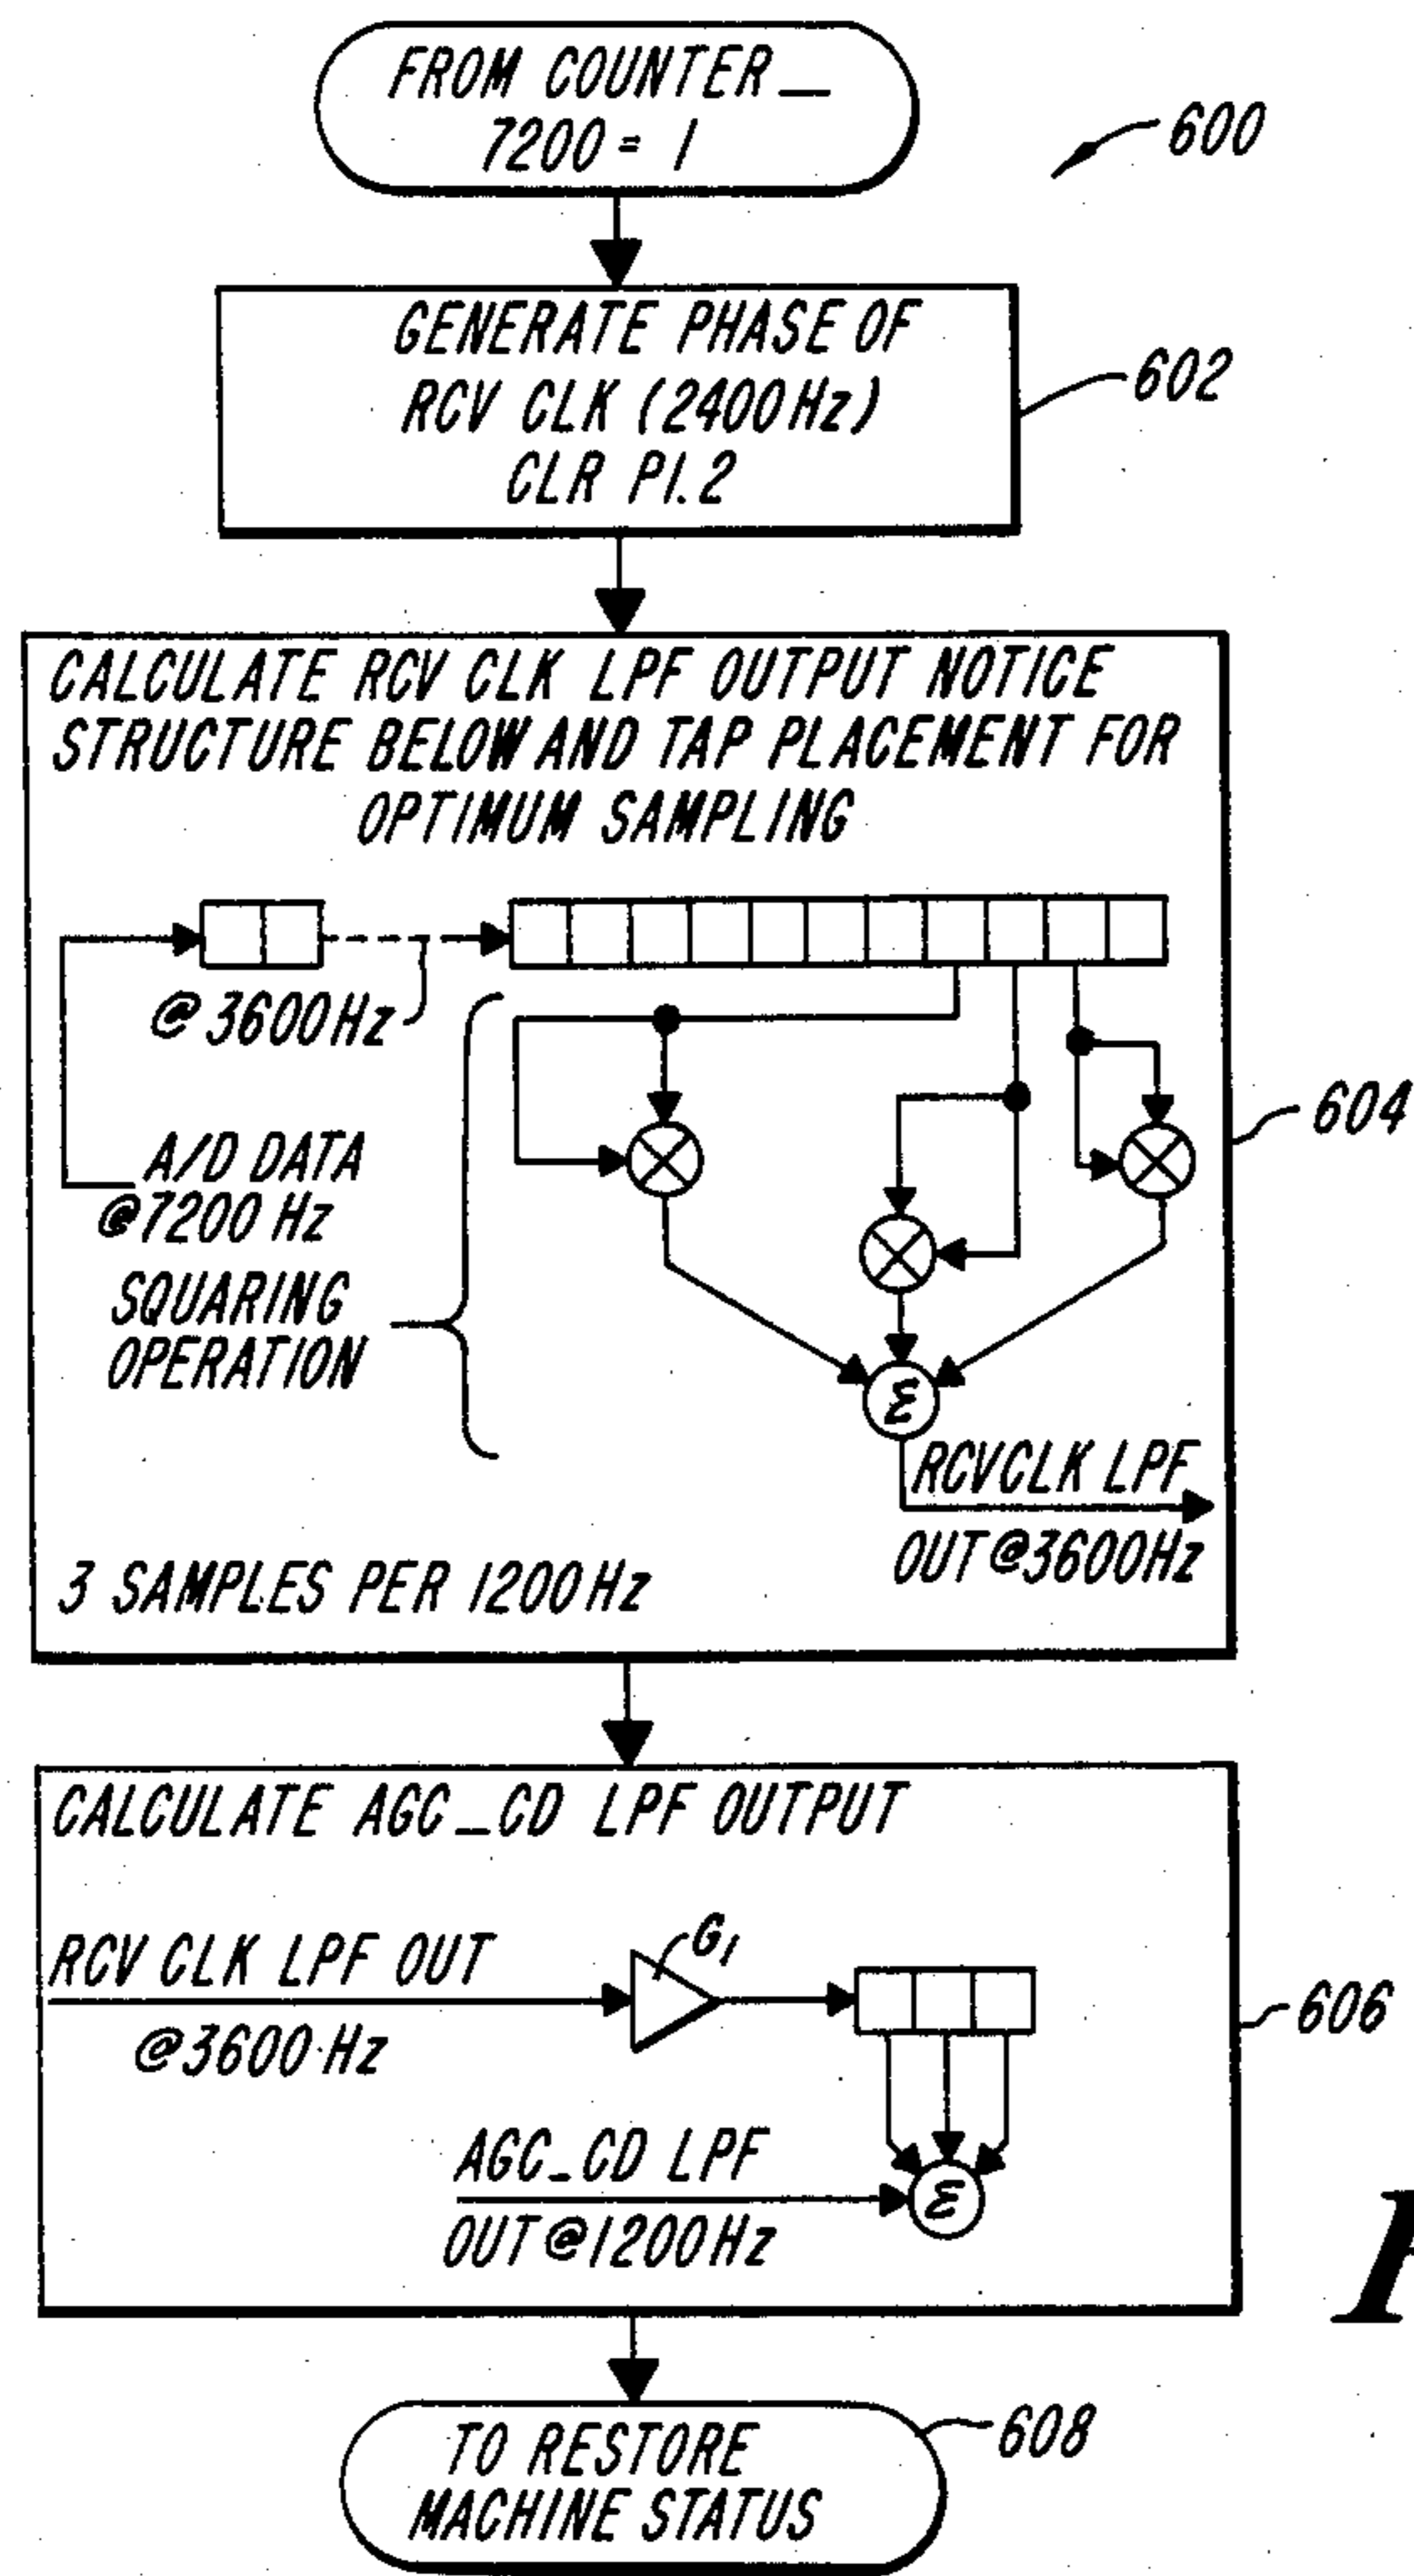 FROM COUNTER_
7200 = 1
600
GENERATE PHASE OF
RCV CLK (2400Hz)
CLR P1.2
602
CALCULATE RCV CLK LPF OUTPUT NOTICE
STRUCTURE BELOW AND TAP PLACEMENT FOR
OPTIMUM SAMPLING
@3600Hz
604
A/D DATA
@7200 Hz
SQUARING
OPERATION
Σ
RCVCLK LPF
OUT@3600Hz
3 SAMPLES PER 1200Hz
CALCULATE AGC_CD LPF OUTPUT
G1
RCV CLK LPF OUT
@3600 Hz
606
AGC_CD LPF
OUT@1200Hz
Σ
608
TO RESTORE
MACHINE STATUS